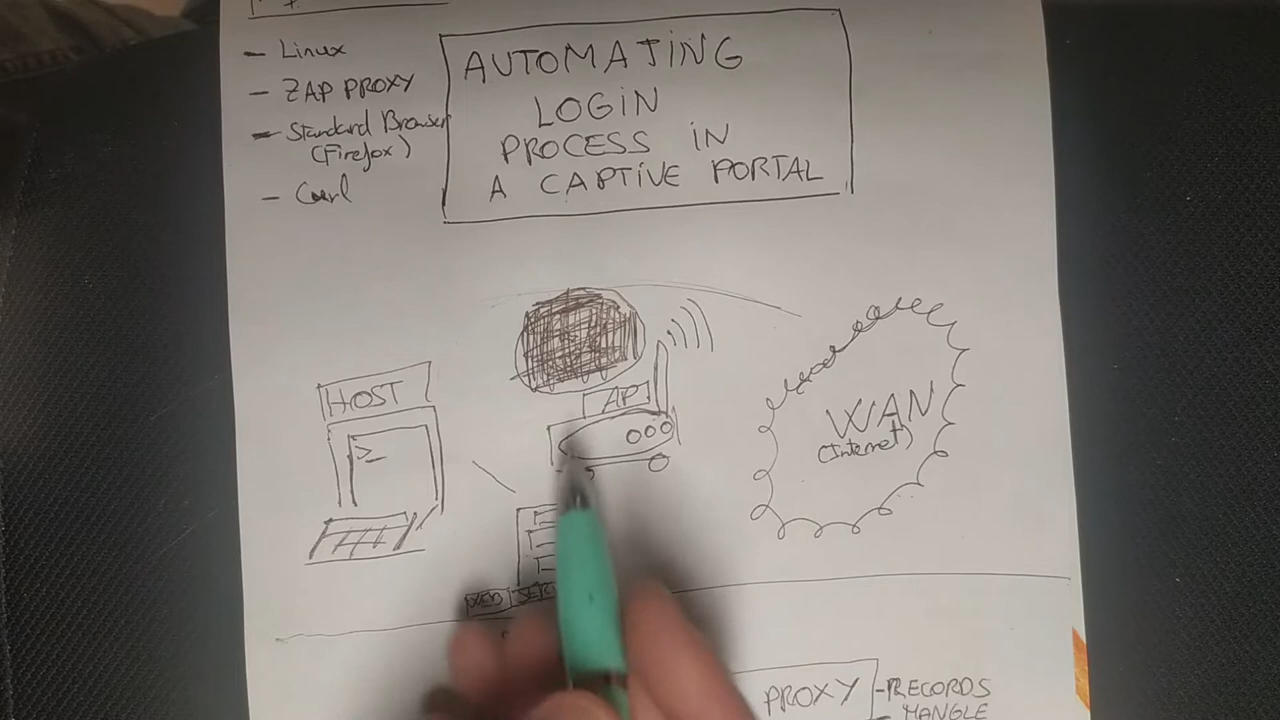 - Linux
- ZAP PROXY
- Standard Browser
(Firefox)
- Curl
AUTOMATING
LOGIN
PROCESS IN
A CAPTIVE PORTAL
HOST
>_
AP
WAN
(Internet)
WEB
PROXY
- RECORDS
- MANGLE